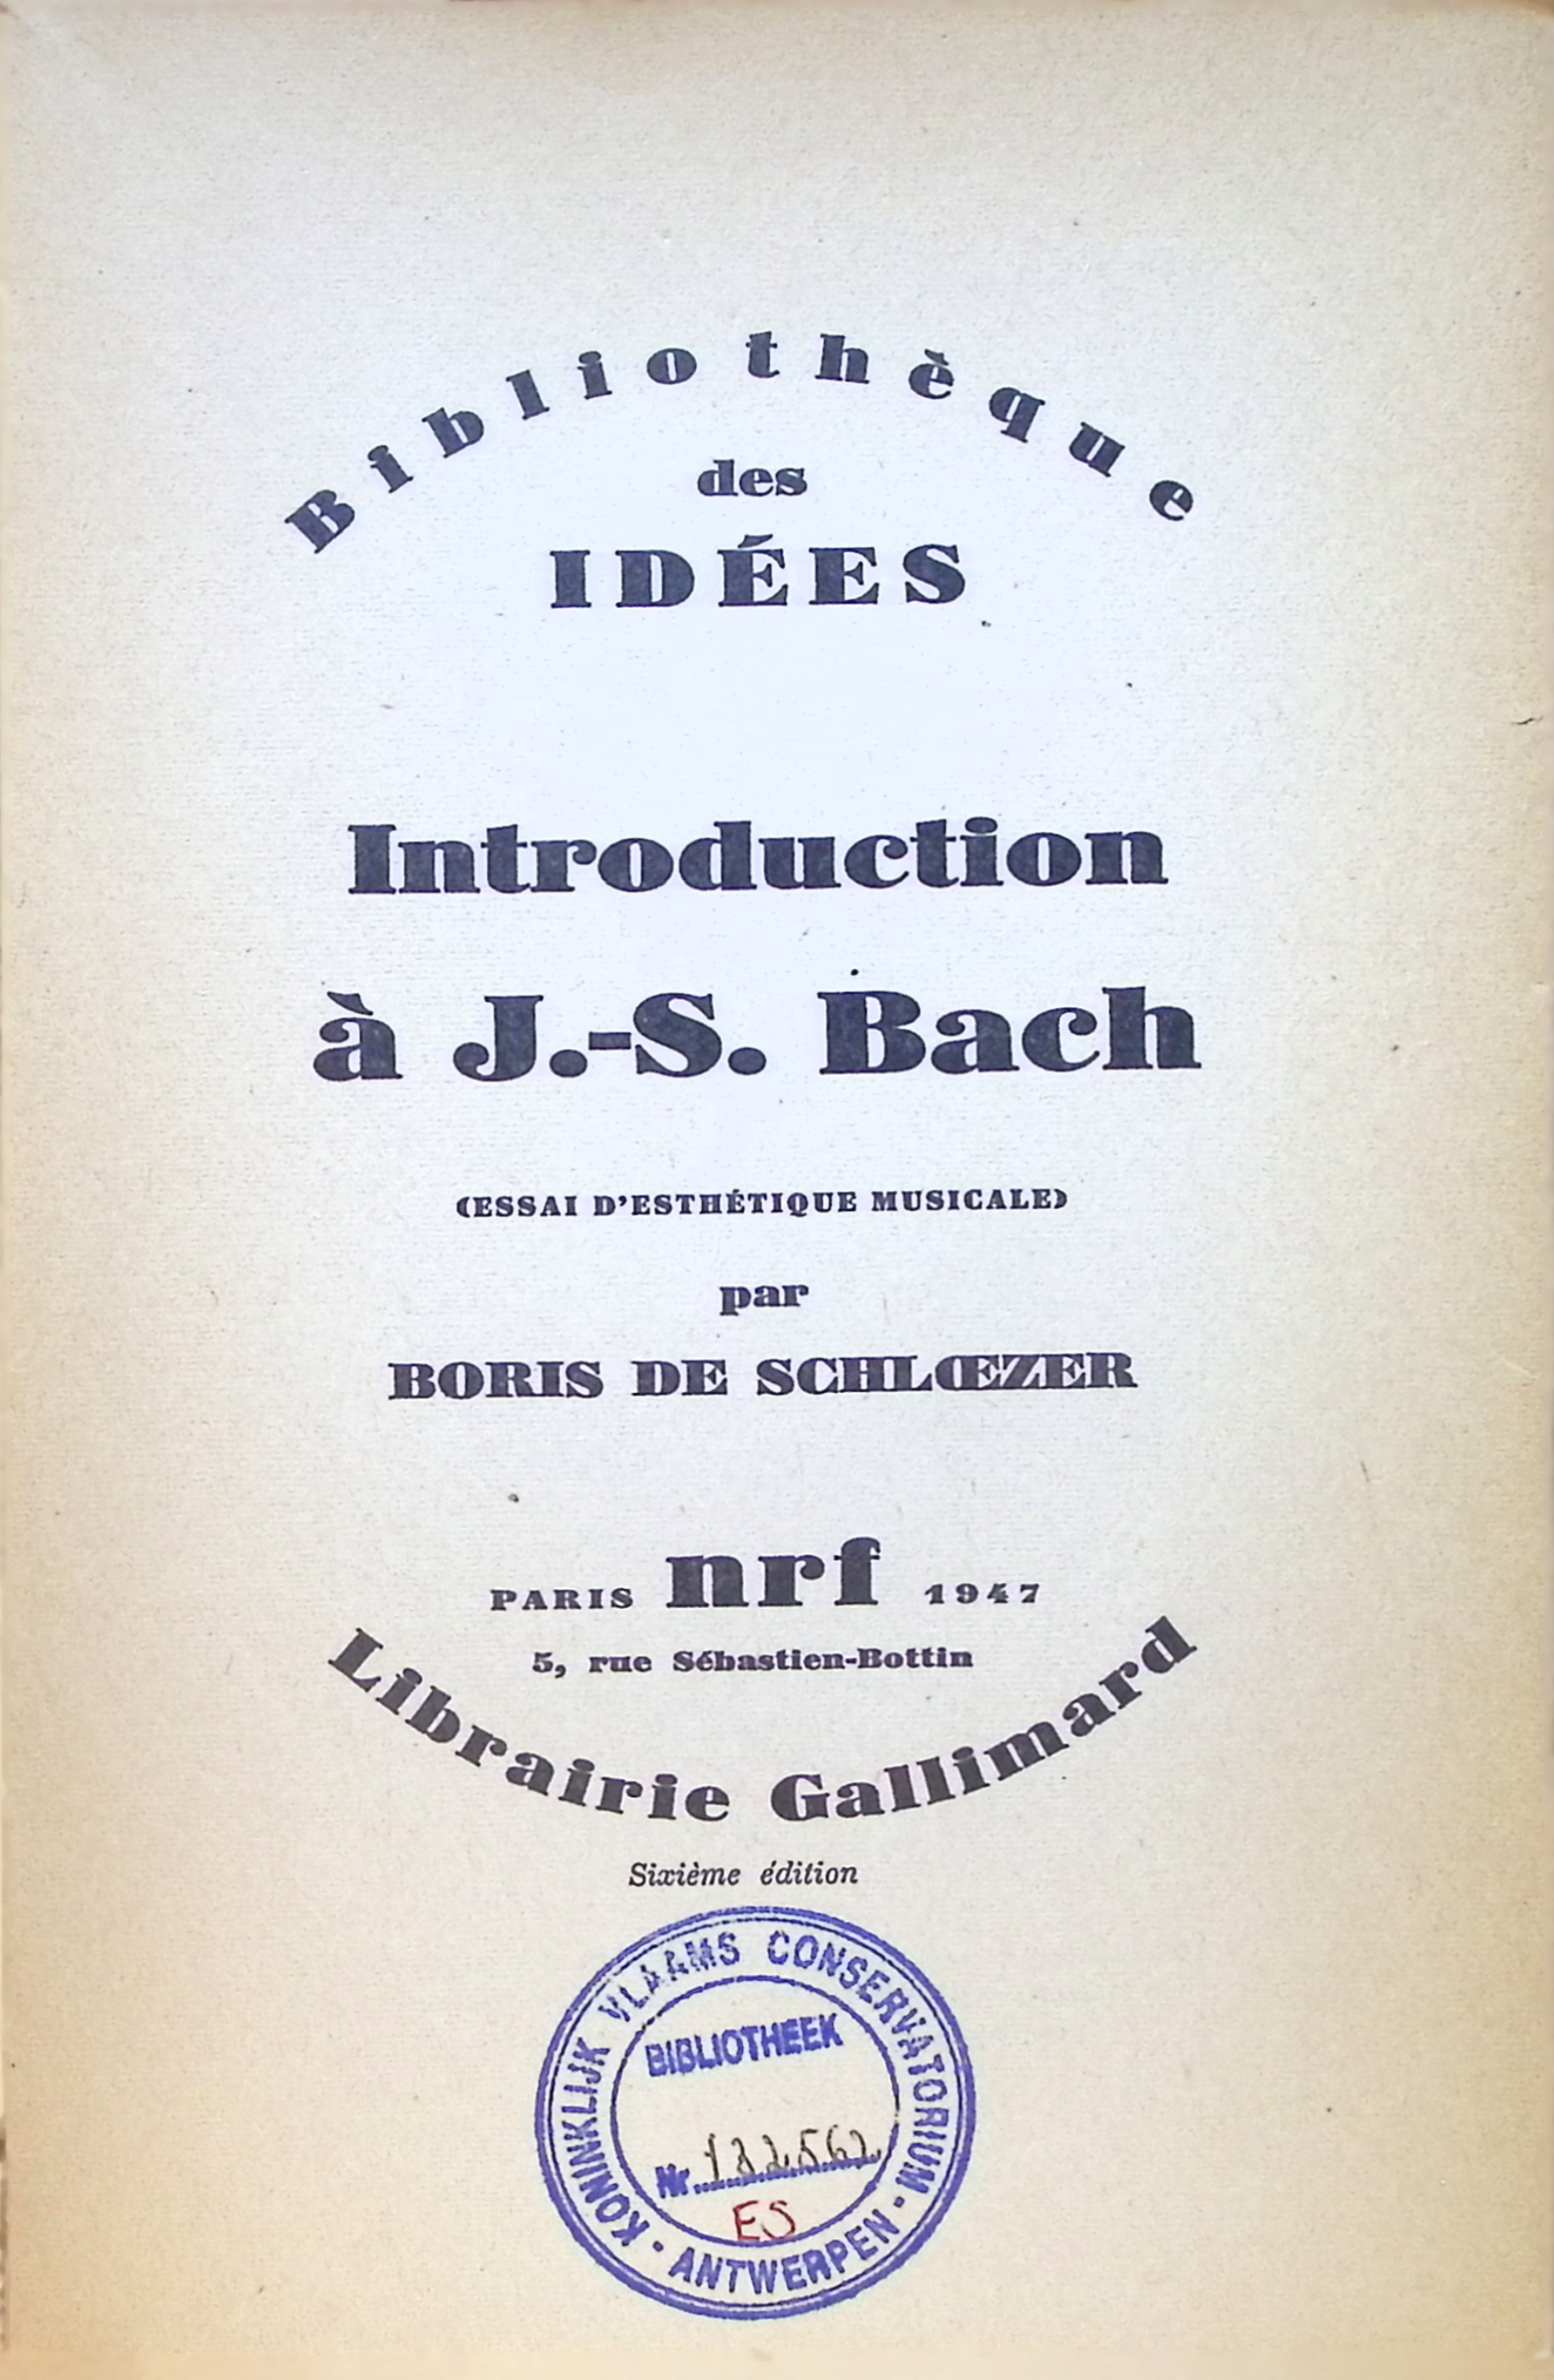 Bibliothèque
des
IDÉES
Introduction
à J.-S. Bach
(ESSAI D'ESTHÉTIQUE MUSICALE)
par
BORIS DE SCHLŒZER
PARIS nrf 1947
5, rue Sébastien-Bottin
Librairie Gallimard
Sixième édition
KONINKLIJK VLAAMS CONSERVATORIUM · ANTWERPEN ·
BIBLIOTHEEK
Nr. 132562
ES